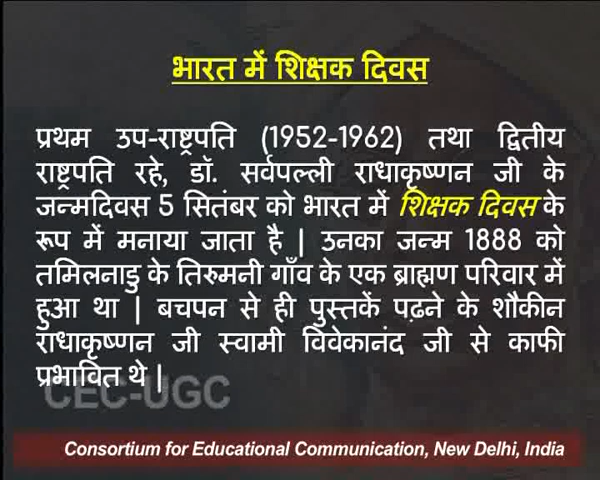 भारत में शिक्षक दिवस
प्रथम उप-राष्ट्रपति (1952-1962) तथा द्वितीय
राष्ट्रपति रहे, डॉ. सर्वपल्ली राधाकृष्णन जी के
जन्मदिवस 5 सितंबर को भारत में शिक्षक दिवस के
रूप में मनाया जाता है | उनका जन्म 1888 को
तमिलनाडु के तिरुमनी गाँव के एक ब्राह्मण परिवार में
हुआ था | बचपन से ही पुस्तकें पढ़ने के शौकीन
राधाकृष्णन जी स्वामी विवेकानंद जी से काफी
प्रभावित थे |
CEC-UGC
Consortium for Educational Communication, New Delhi, India